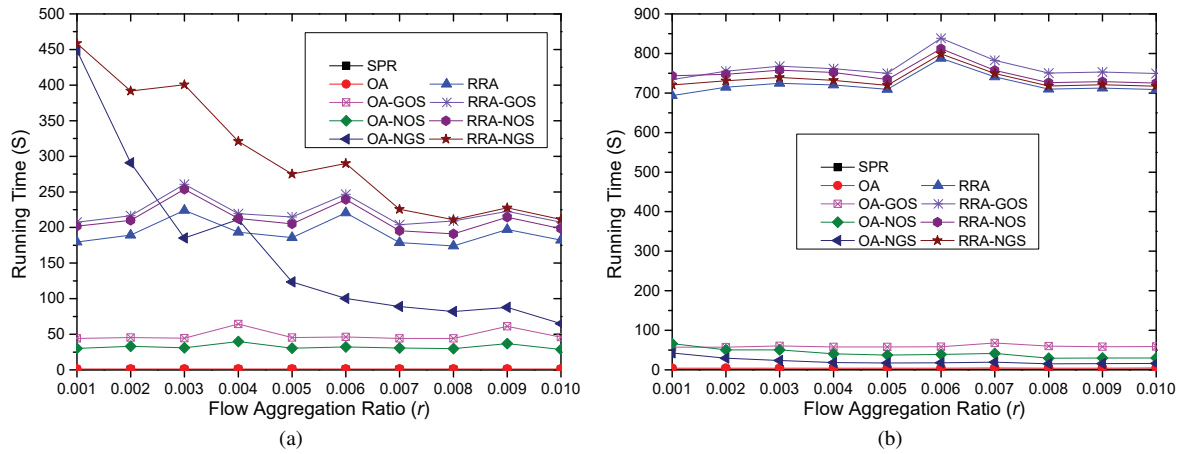 500
450
400
350
300
250
200
150
100
50
0
Running Time (S)
SPR
OA
RRA
OA-GOS
RRA-GOS
OA-NOS
RRA-NOS
OA-NGS
RRA-NGS
0.001 0.002 0.003 0.004 0.005 0.006 0.007 0.008 0.009 0.010
Flow Aggregation Ratio (r)
(a)
900
800
700
600
500
400
300
200
100
0
Running Time (S)
SPR
OA
RRA
OA-GOS
RRA-GOS
OA-NOS
RRA-NOS
OA-NGS
RRA-NGS
0.001 0.002 0.003 0.004 0.005 0.006 0.007 0.008 0.009 0.010
Flow Aggregation Ratio (r)
(b)